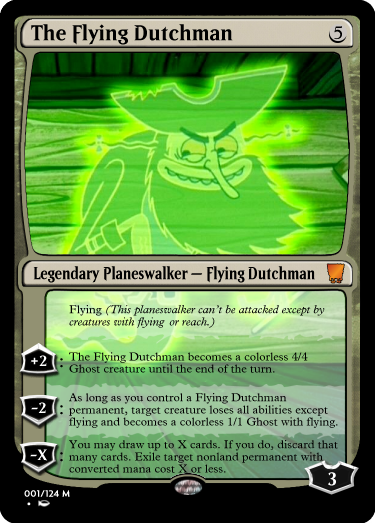 The Flying Dutchman 5
Legendary Planeswalker — Flying Dutchman
Flying (This planeswalker can't be attacked except by
creatures with flying or reach.)
+2: The Flying Dutchman becomes a colorless 4/4
Ghost creature until the end of the turn.
-2: As long as you control a Flying Dutchman
permanent, target creature loses all abilities except
flying and becomes a colorless 1/1 Ghost with flying.
-X: You may draw up to X cards. If you do, discard that
many cards. Exile target nonland permanent with
converted mana cost X or less.
3
001/124 M